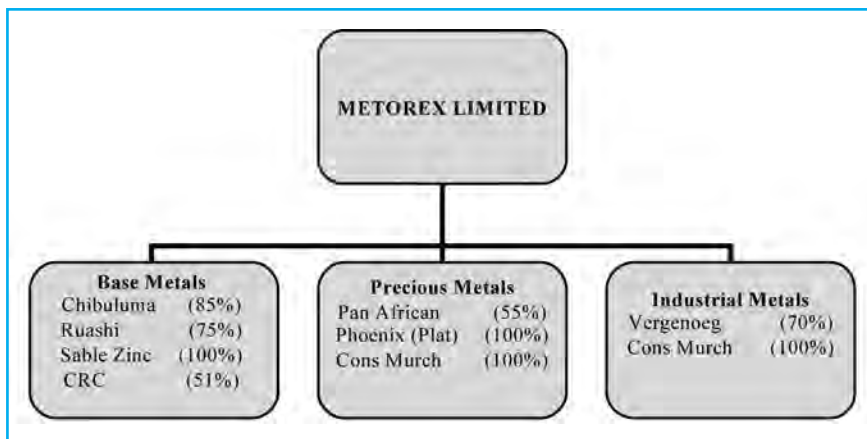 METOREX LIMITED
Base Metals
Chibuluma (85%)
Ruashi (75%)
Sable Zinc (100%)
CRC (51%)
Precious Metals
Pan African (55%)
Phoenix (Plat) (100%)
Cons Murch (100%)
Industrial Metals
Vergenoeg (70%)
Cons Murch (100%)